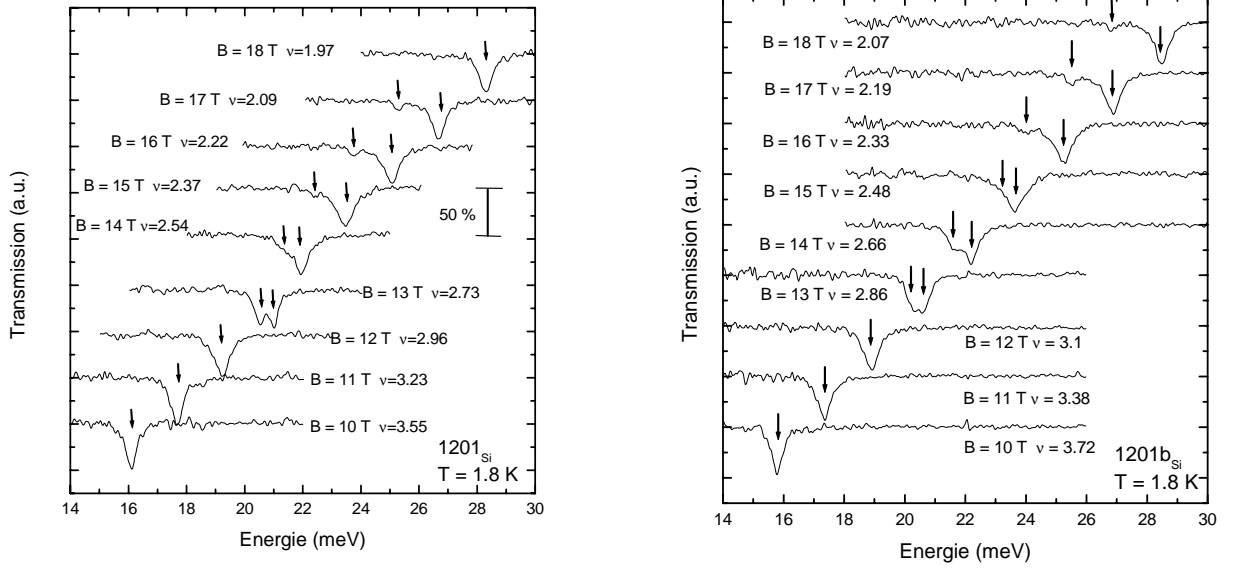 B = 18 T ν=1.97
B = 17 T ν=2.09
B = 16 T ν=2.22
B = 15 T ν=2.37
50 %
B = 14 T ν=2.54
B = 13 T ν=2.73
B = 12 T ν=2.96
B = 11 T ν=3.23
B = 10 T ν=3.55
1201Si
T = 1.8 K
14 16 18 20 22 24 26 28 30
Energie (meV)
Transmission (a.u.)
B = 18 T ν = 2.07
B = 17 T ν = 2.19
B = 16 T ν = 2.33
B = 15 T ν = 2.48
B = 14 T ν = 2.66
B = 13 T ν = 2.86
B = 12 T ν = 3.1
B = 11 T ν = 3.38
B = 10 T ν = 3.72
1201bSi
T = 1.8 K
14 16 18 20 22 24 26 28 30
Energie (meV)
Transmission (a.u.)